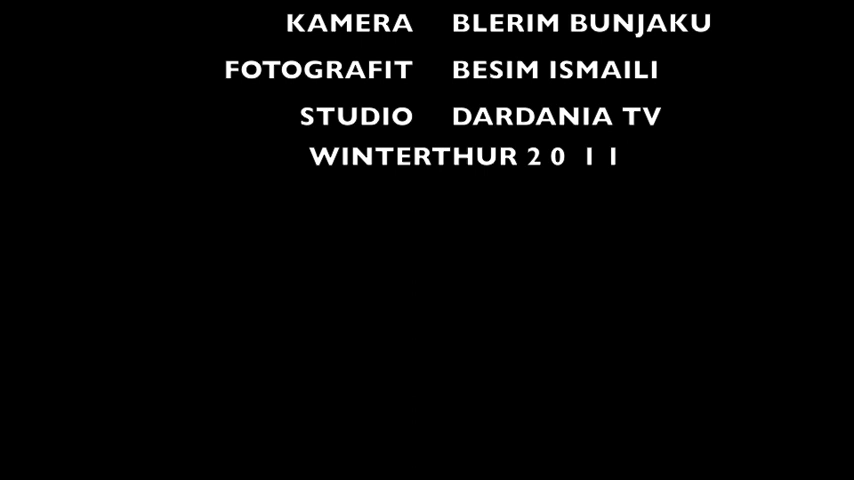 KAMERA BLERIM BUNJAKU
FOTOGRAFIT BESIM ISMAILI
STUDIO DARDANIA TV
WINTERTHUR 2 0 1 1